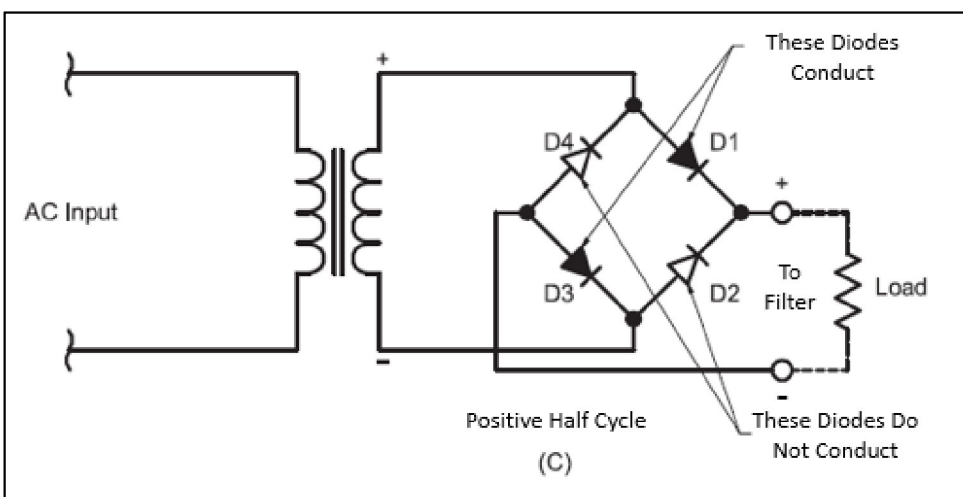 These Diodes
Conduct
+
D4
D1
+
AC Input
To
Filter
Load
D3
D2
-
-
Positive Half Cycle
These Diodes Do
Not Conduct
(C)